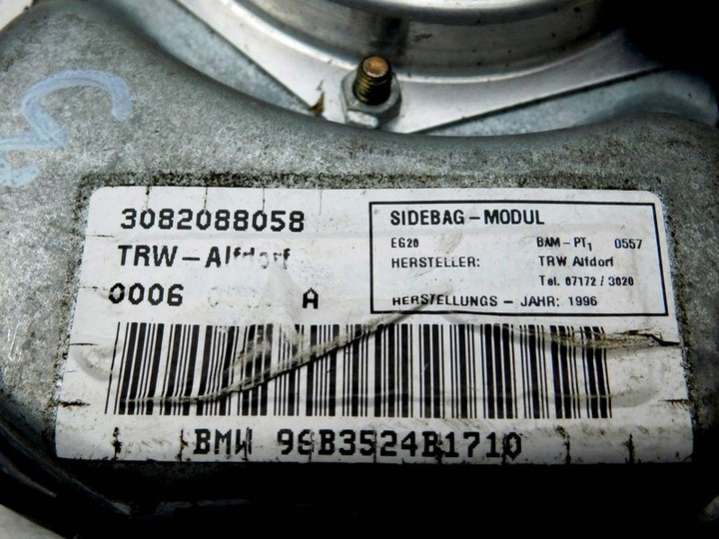 3082088058
TRW-Alfdorf
0006 A
SIDEBAG-MODUL
EG20 BAM-PT1 0557
HERSTELLER: TRW Alfdorf
Tel. 07172/3020
HERSTELLUNGS - JAHR: 1996
BMW 96B3524B1710